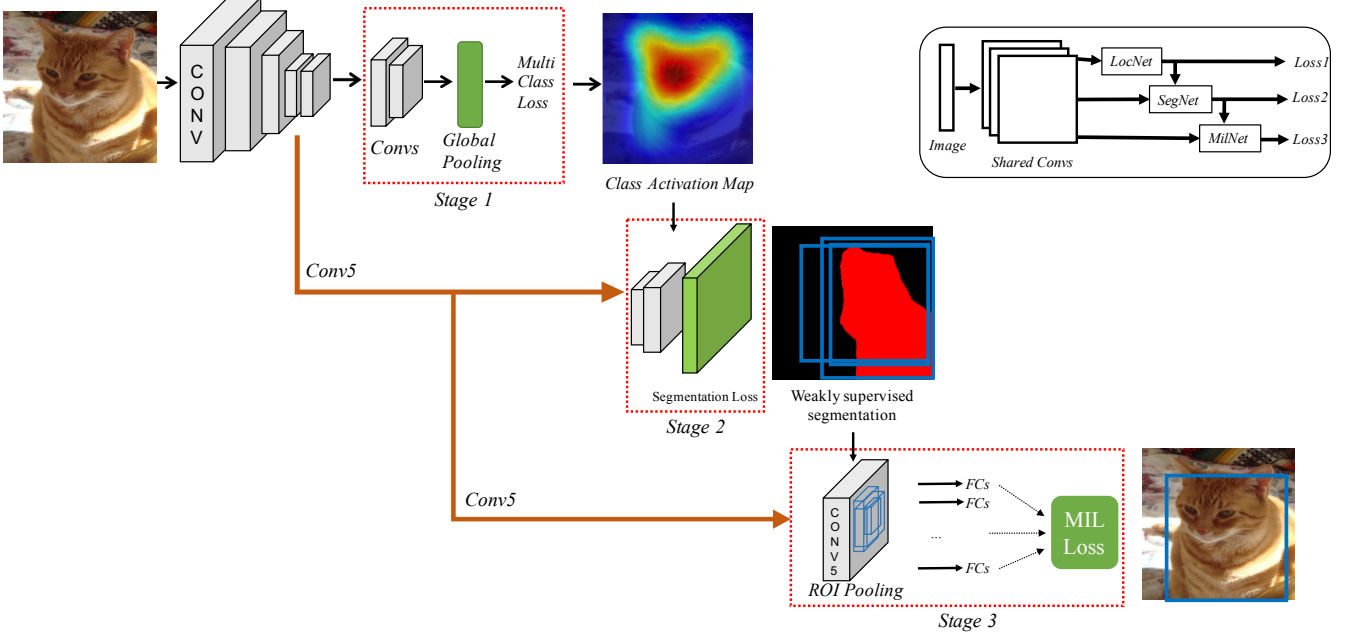 CONV
Convs
Global
Pooling
Multi
Class
Loss
Stage 1
Class Activation Map
Image
Shared Convs
LocNet
SegNet
MilNet
Loss1
Loss2
Loss3
Conv5
Segmentation Loss
Stage 2
Weakly supervised
segmentation
Conv5
CONV5
ROI Pooling
FCs
FCs
...
FCs
MIL
Loss
Stage 3